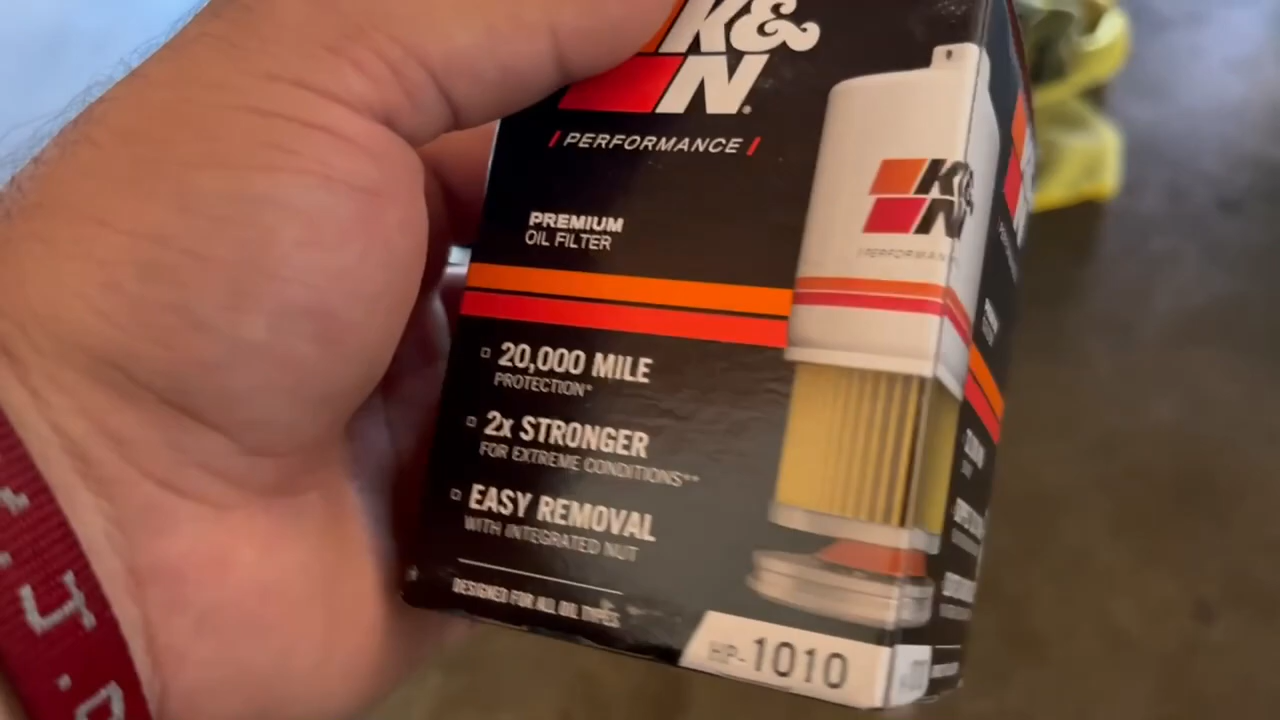 K&
N®
PERFORMANCE
K&
N
PERFORMAN
PREMIUM
OIL FILTER
20,000 MILE
PROTECTION*
2x STRONGER
FOR EXTREME CONDITIONS**
EASY REMOVAL
WITH INTEGRATED NUT
DESIGNED FOR ALL OIL TYPES
HP-1010